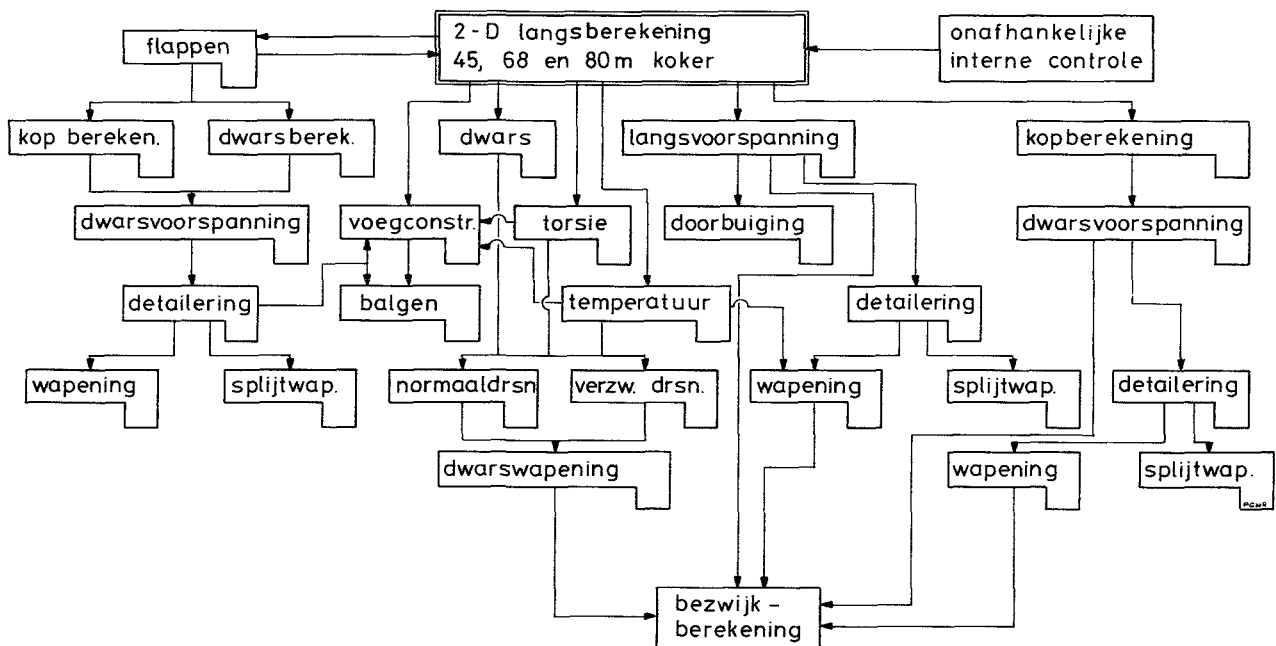 2-D langsberekening
45, 68 en 80m koker
onafhankelijke
interne controle
flappen
kop bereken.
dwarsberek.
dwars
langsvoorspanning
kopberekening
dwarsvoorspanning
voegconstr.
torsie
doorbuiging
dwarsvoorspanning
detailering
balgen
temperatuur
detailering
wapening
splijtwap.
normaaldrsn
verzw. drsn.
wapening
splijtwap.
detailering
dwarswapening
wapening
splijtwap.
PGMR
bezwijk-
berekening